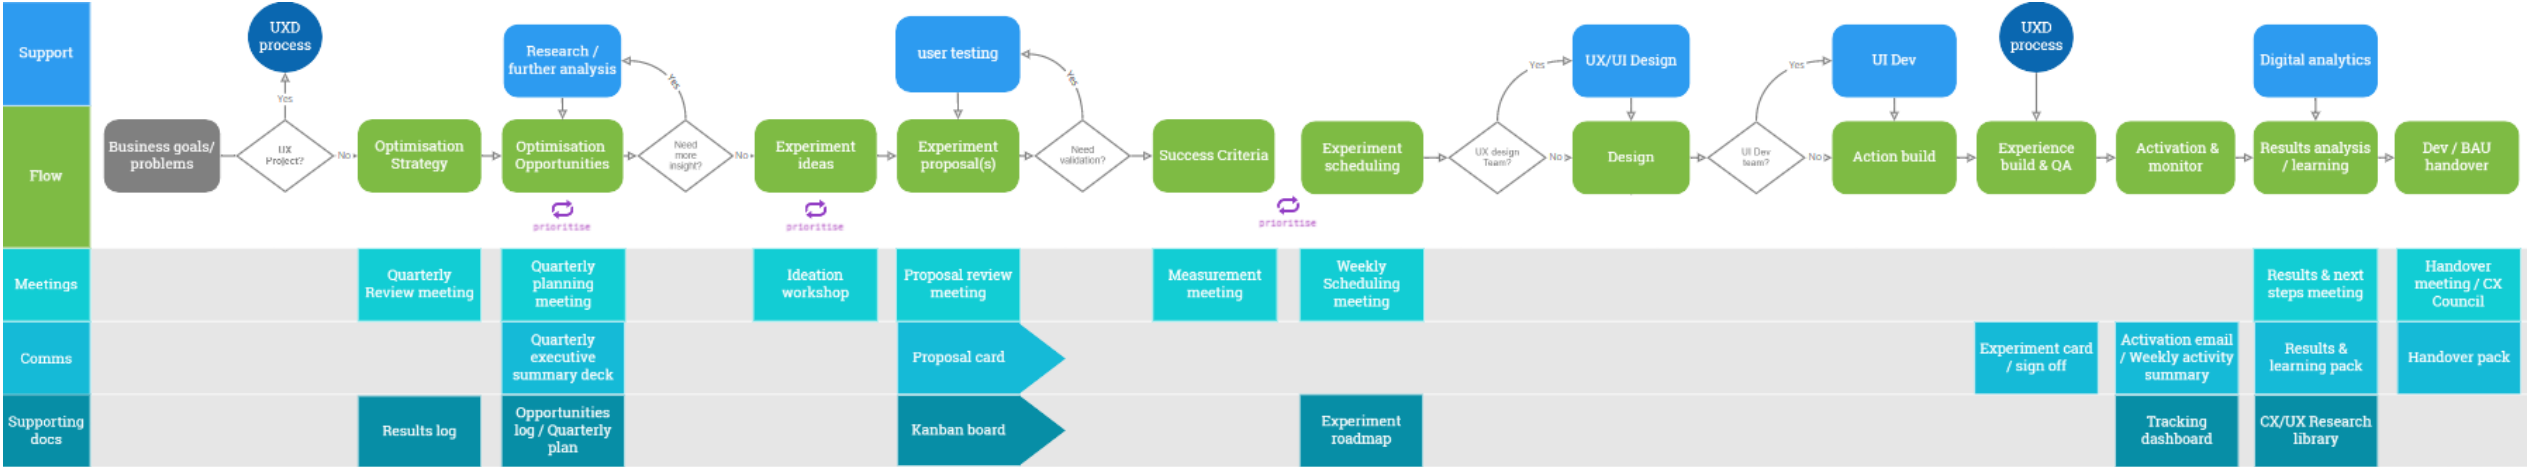 Support
UXD
process
Research /
further analysis
user testing
UX/UI Design
UI Dev
UXD
process
Digital analytics
Yes
Yes
Yes
Yes
Yes
Flow
Business goals/
problems
UX
Project?
No
Optimisation
Strategy
Optimisation
Opportunities
Need
more
insight?
No
Experiment
ideas
Experiment
proposal(s)
Need
validation?
Success Criteria
Experiment
scheduling
UX design
Team?
No
Design
UI Dev
team?
No
Action build
Experience
build & QA
Activation &
monitor
Results analysis
/ learning
Dev / BAU
handover
prioritise
prioritise
prioritise
Meetings
Quarterly
Review meeting
Quarterly
planning
meeting
Ideation
workshop
Proposal review
meeting
Measurement
meeting
Weekly
Scheduling
meeting
Results & next
steps meeting
Handover
meeting / CX
Council
Comms
Quarterly
executive
summary deck
Proposal card
Experiment card
/ sign off
Activation email
/ Weekly activity
summary
Results &
learning pack
Handover pack
Supporting
docs
Results log
Opportunities
log / Quarterly
plan
Kanban board
Experiment
roadmap
Tracking
dashboard
CX/UX Research
library